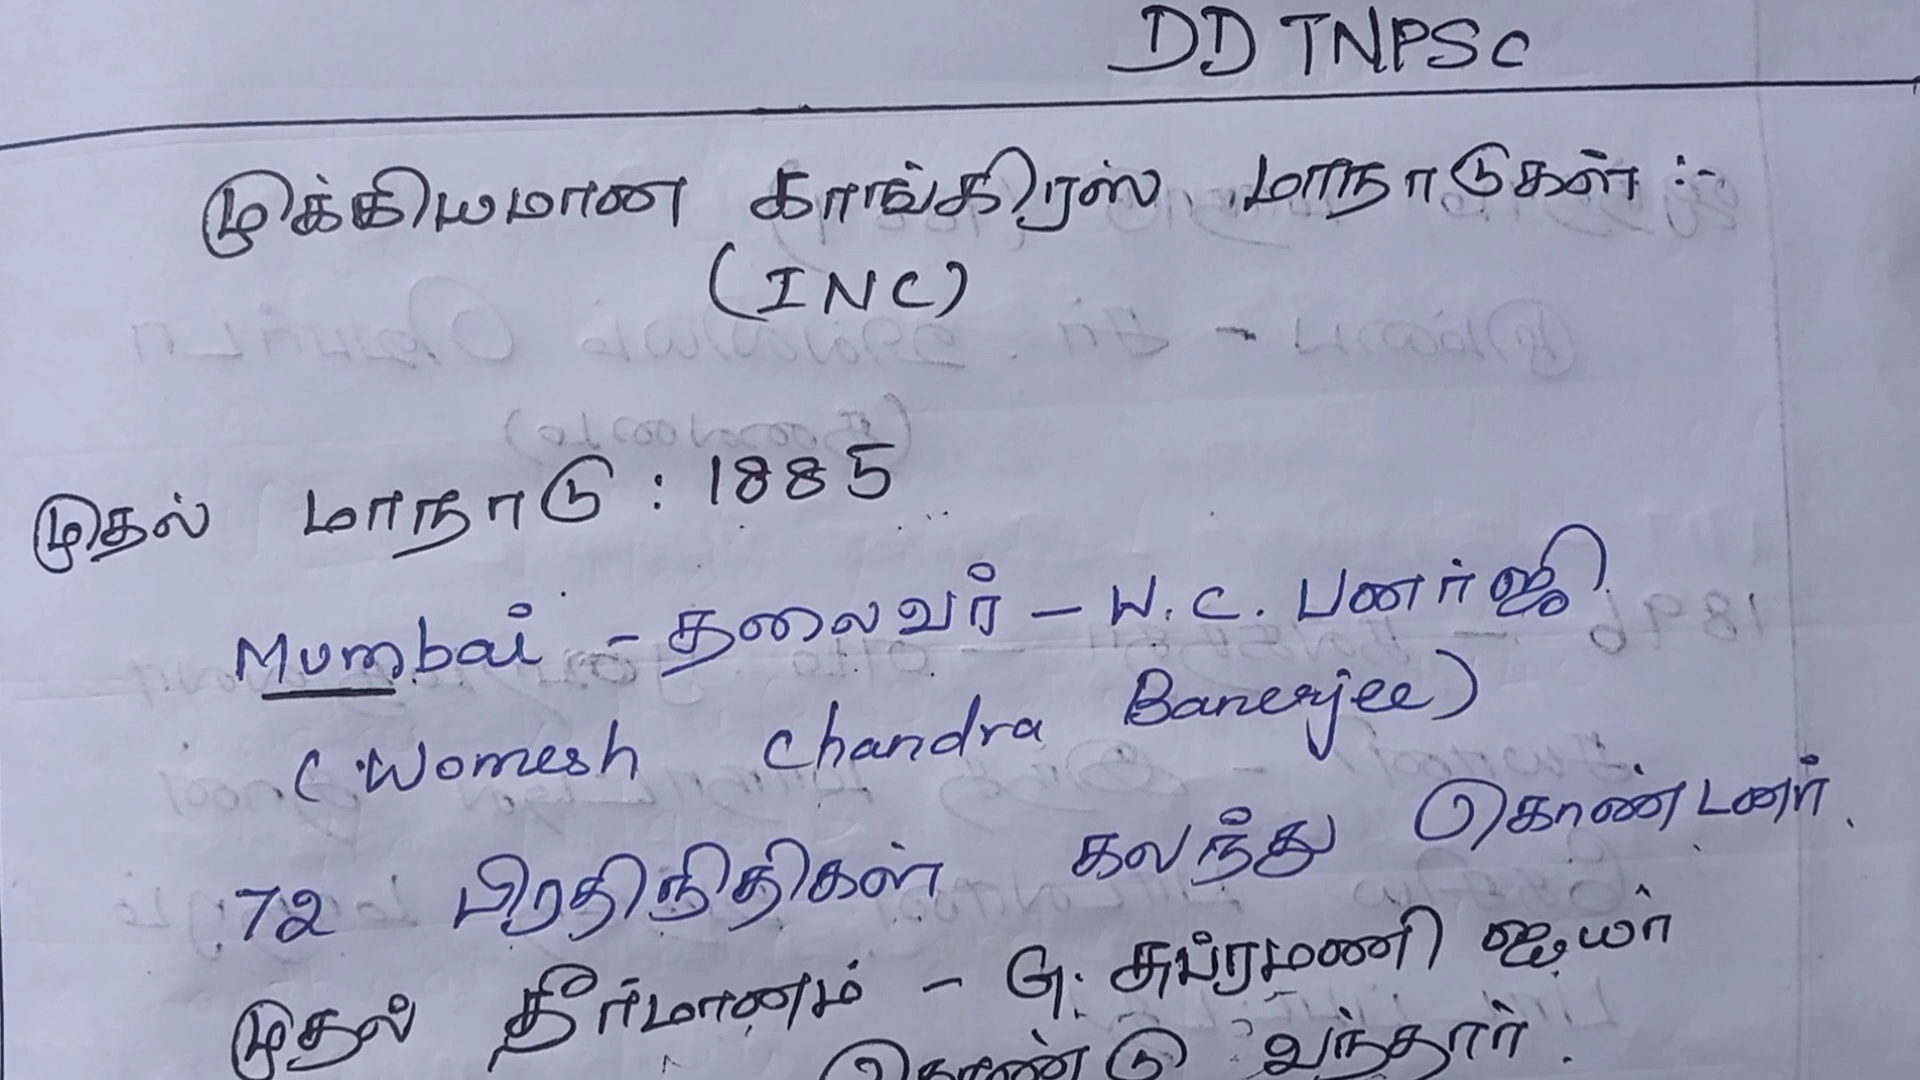 DD TNPSC
முக்கியமான காங்கிரஸ் மாநாடுகள் :-
(INC)
முதல் மாநாடு : 1885
Mumbai - தலைவர் - W.C. பனர்ஜி
(Womesh Chandra Banerjee)
72 பிரதிநிதிகள் கலந்து கொண்டனர்.
முதல் தீர்மானம் - G. சுப்ரமணி ஐயர்
கொண்டு வந்தார்.